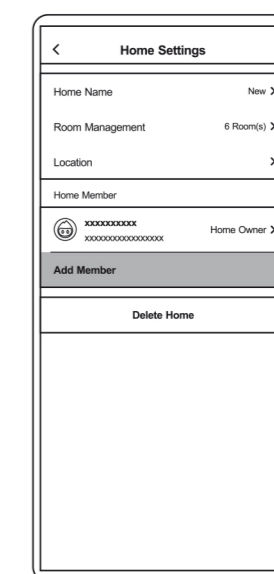 Home Settings
Home Name New
Room Management 6 Room(s)
Location
Home Member
xxxxxxxxxx
Home Owner
xxxxxxxxxxxxxxxxx
Add Member
Delete Home